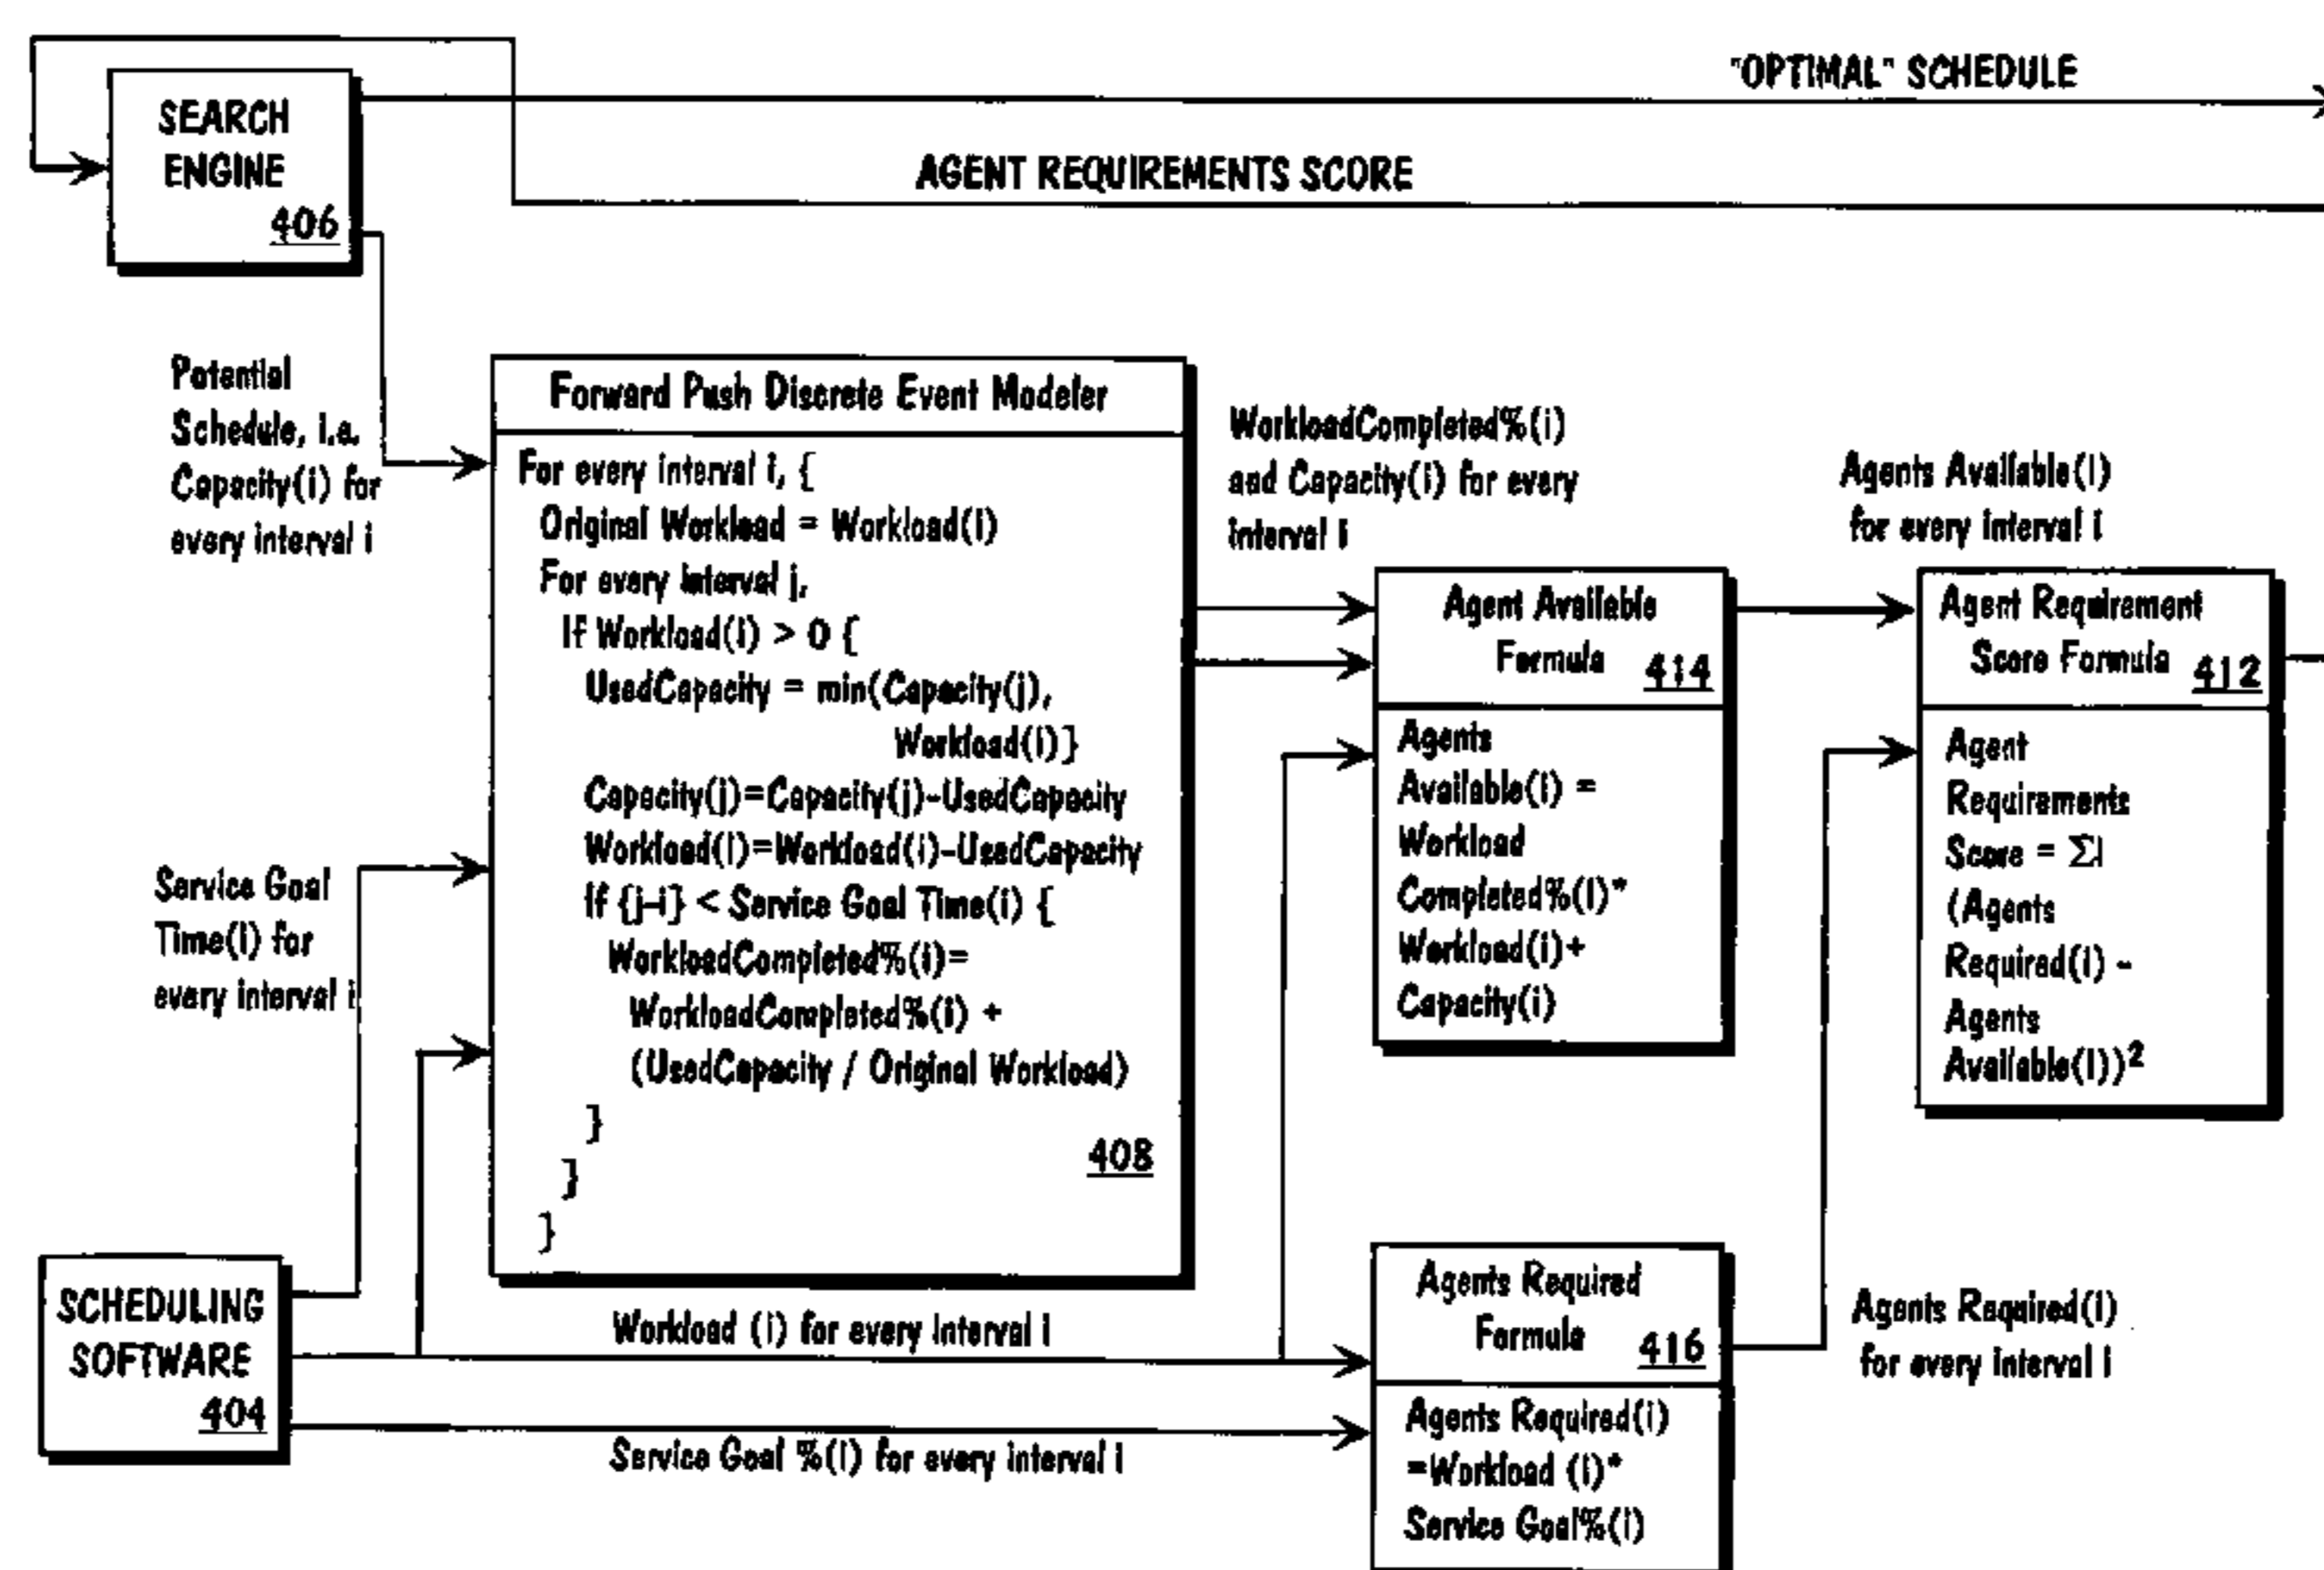 "OPTIMAL" SCHEDULE
SEARCH
ENGINE
406
AGENT REQUIREMENTS SCORE
Potential
Schedule, i.e.
Capacity(i) for
every interval i
Forward Push Discrete Event Modeler
For every interval i, {
Original Workload = Workload(i)
For every interval j,
If Workload(i) > 0 {
UsedCapacity = min(Capacity(j),
Workload(i)}
Capacity(j)=Capacity(j)-UsedCapacity
Workload(i)=Workload(i)-UsedCapacity
If {j-i} < Service Goal Time(i) {
WorkloadCompleted%(i)=
WorkloadCompleted%(i) +
(UsedCapacity / Original Workload)
}
}
}
408
WorkloadCompleted%(i)
and Capacity(i) for every
interval i
Agent Available
Formula 414
Agents
Available(i) =
Workload
Completed%(i)*
Workload(i)+
Capacity(i)
Agents Available(i)
for every interval i
Agent Requirement
Score Formula 412
Agent
Requirements
Score = Σi
(Agents
Required(i) -
Agents
Available(i))²
Service Goal
Time(i) for
every interval i
SCHEDULING
SOFTWARE
404
Workload (i) for every interval i
Service Goal %(i) for every interval i
Agents Required
Formula 416
Agents Required(i)
=Workload (i)*
Service Goal%(i)
Agents Required(i)
for every interval i